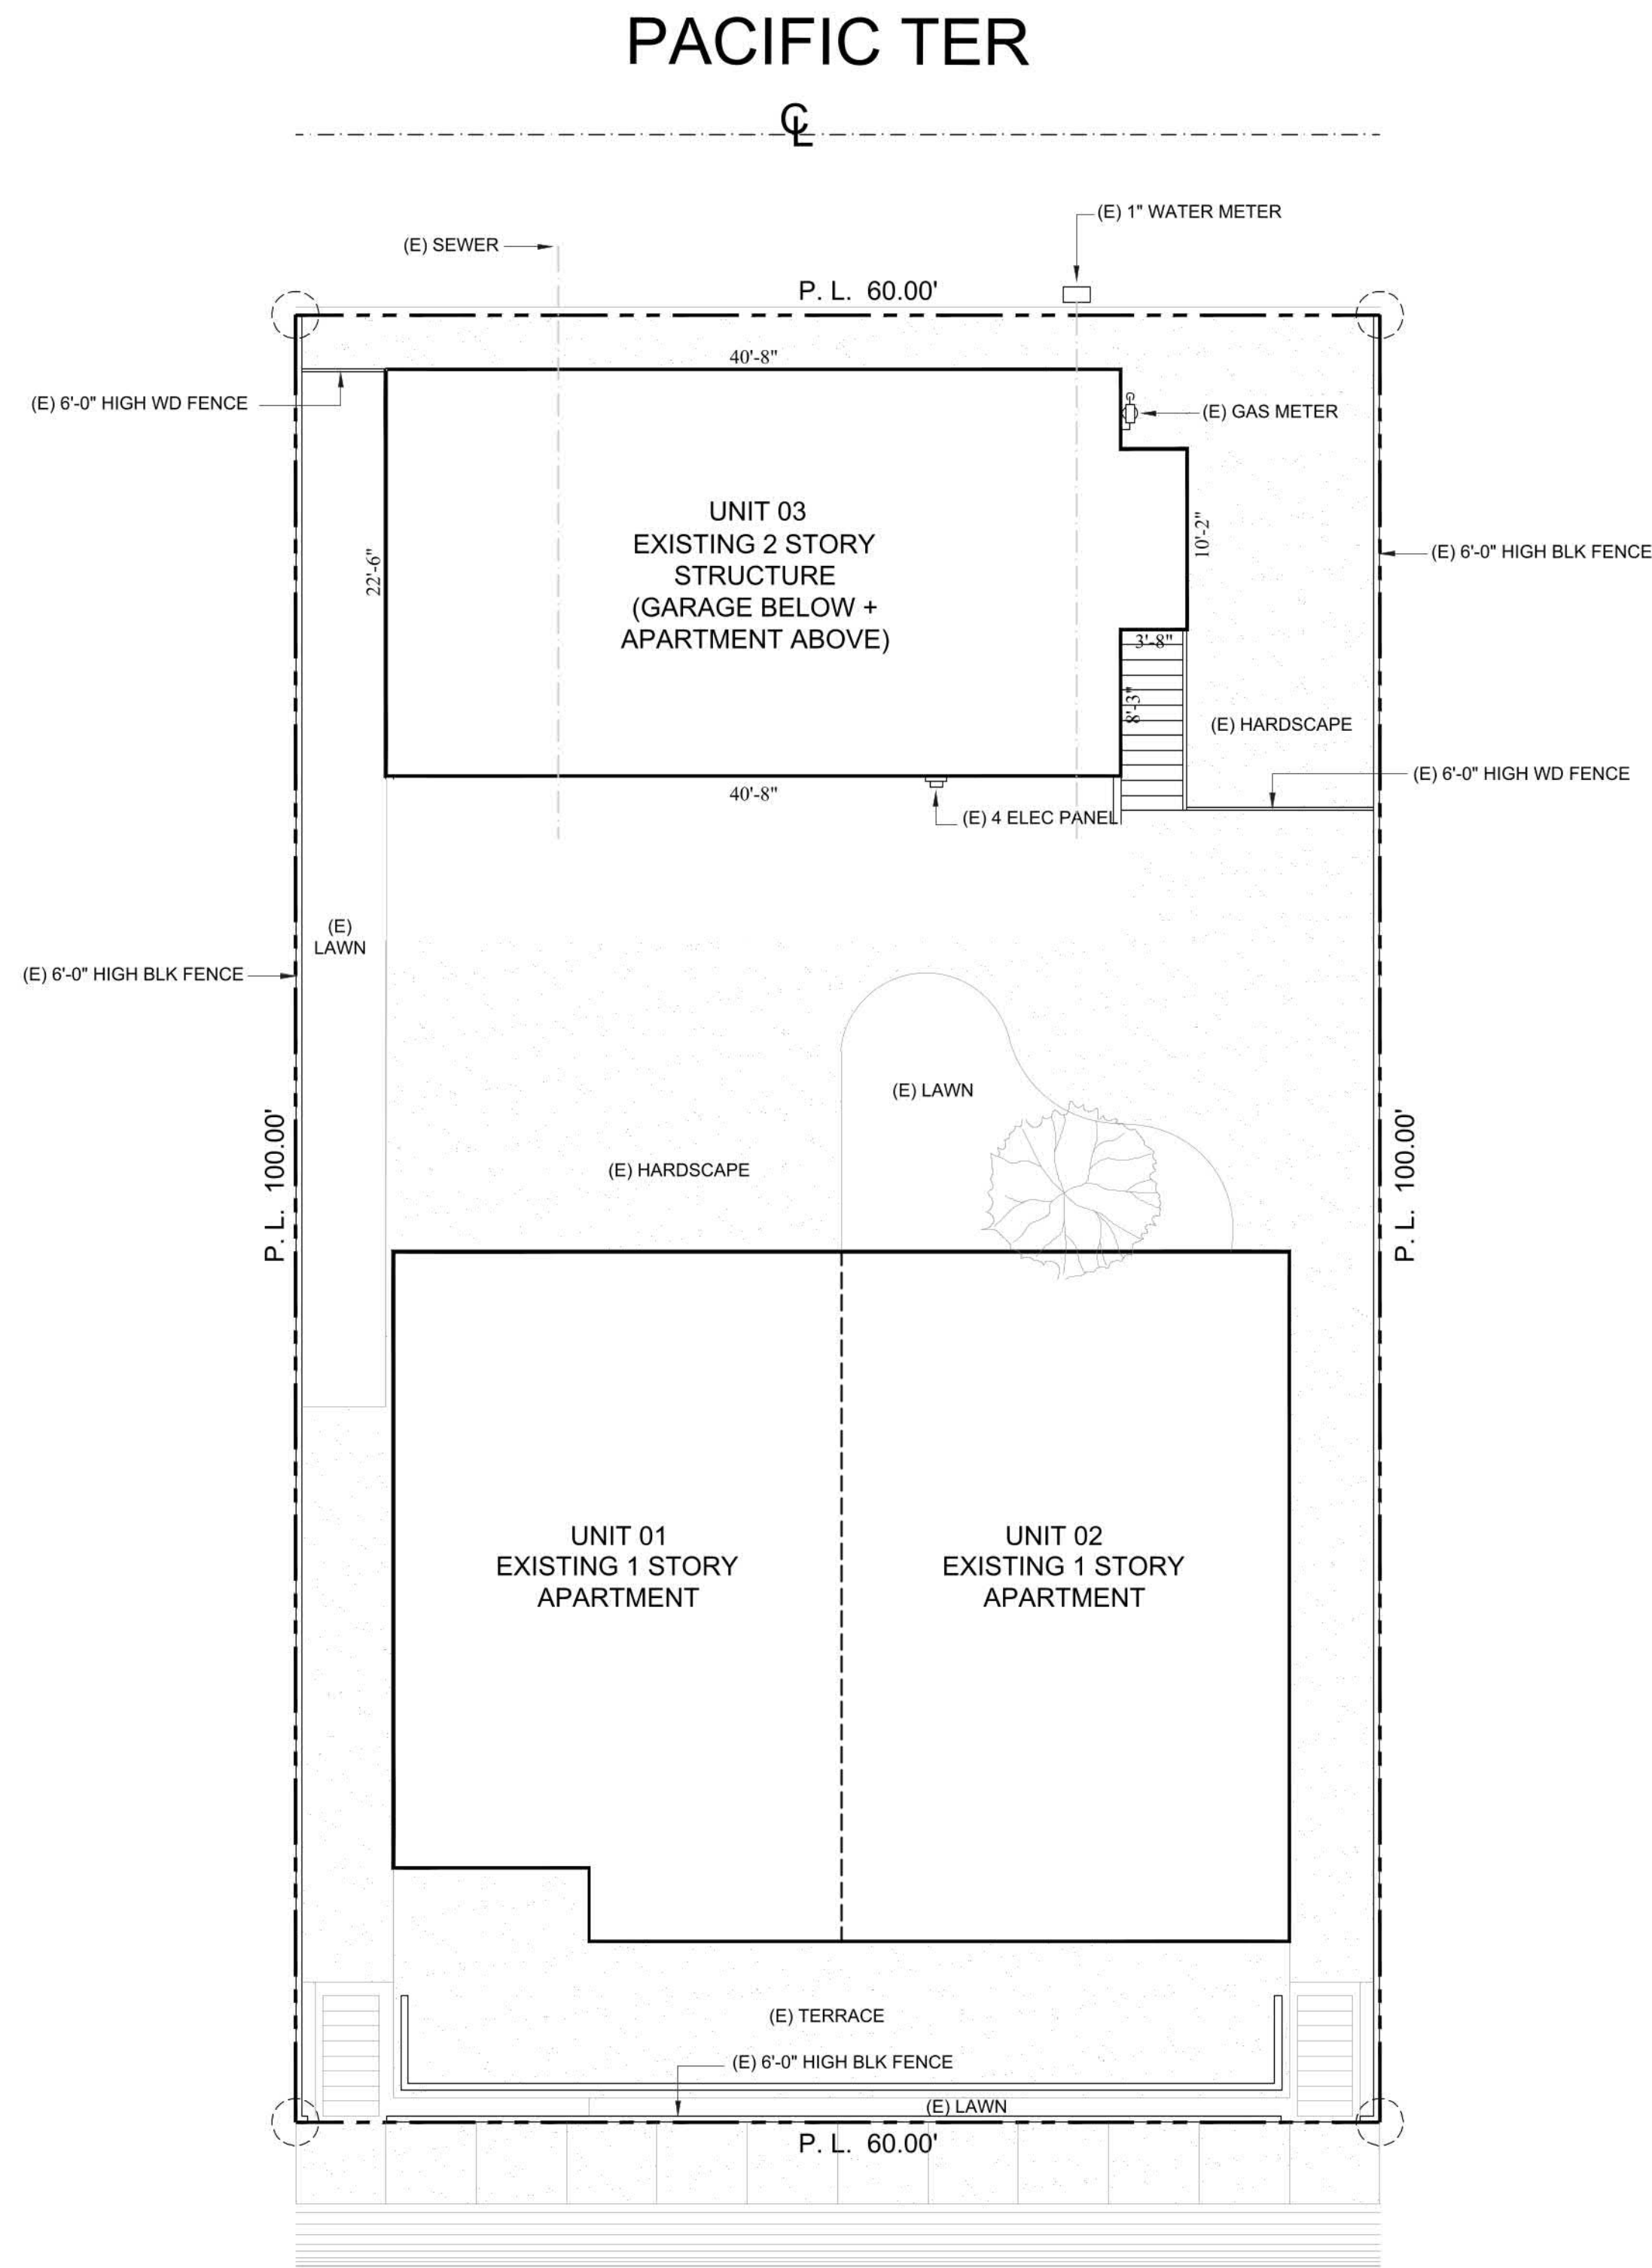 PACIFIC TER
℄
(E) 1" WATER METER
(E) SEWER
P. L. 60.00'
40'-8"
(E) 6'-0" HIGH WD FENCE
G
(E) GAS METER
UNIT 03
EXISTING 2 STORY
STRUCTURE
(GARAGE BELOW +
APARTMENT ABOVE)
22'-6"
10'-2"
(E) 6'-0" HIGH BLK FENCE
3'-8"
8'-3"
(E) HARDSCAPE
(E) 6'-0" HIGH WD FENCE
40'-8"
(E) 4 ELEC PANEL
(E)
LAWN
(E) 6'-0" HIGH BLK FENCE
(E) LAWN
P. L. 100.00'
(E) HARDSCAPE
P. L. 100.00'
UNIT 01
EXISTING 1 STORY
APARTMENT
UNIT 02
EXISTING 1 STORY
APARTMENT
(E) TERRACE
(E) 6'-0" HIGH BLK FENCE
(E) LAWN
P. L. 60.00'